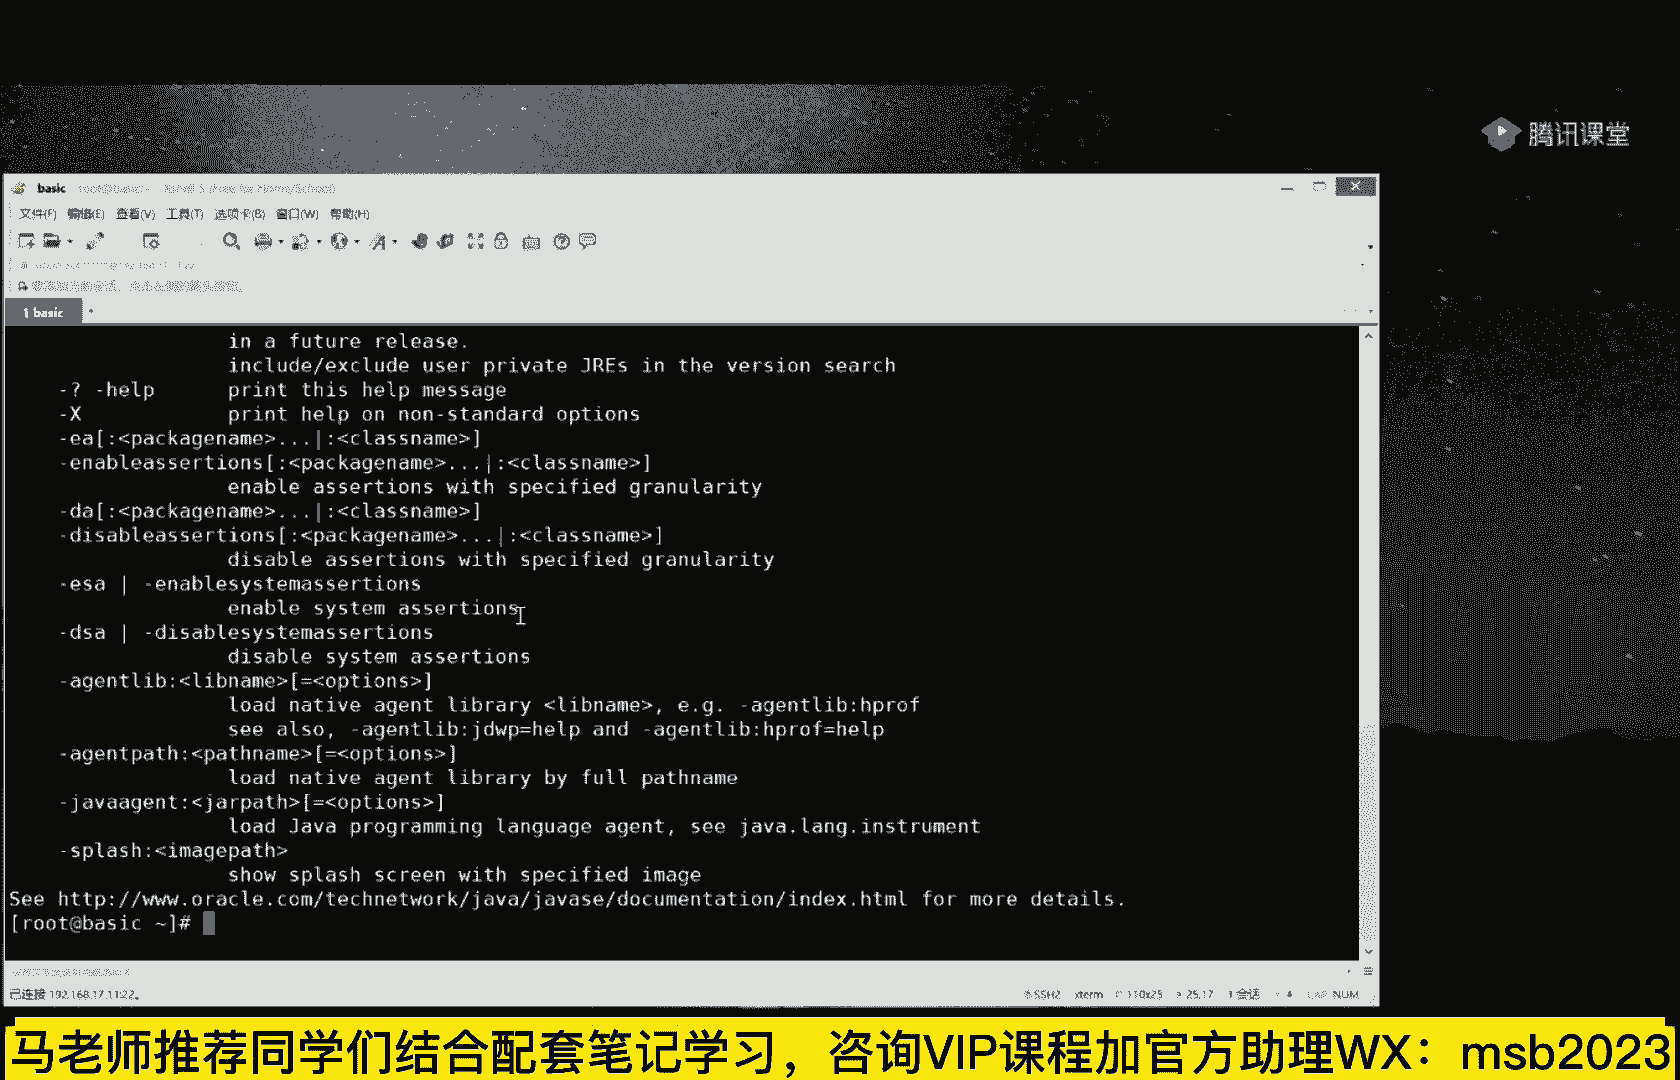 腾讯课堂
basic
文件(F) 编辑(E) 查看(V) 工具(T) 选项卡(B) 窗口(W) 帮助(H)
1 basic
in a future release.
include/exclude user private JREs in the version search
-? -help print this help message
-X print help on non-standard options
-ea[:<packagename>...|:<classname>]
-enableassertions[:<packagename>...|:<classname>]
enable assertions with specified granularity
-da[:<packagename>...|:<classname>]
-disableassertions[:<packagename>...|:<classname>]
disable assertions with specified granularity
-esa | -enablesystemassertions
enable system assertions
-dsa | -disablesystemassertions
disable system assertions
-agentlib:<libname>[=<options>]
load native agent library <libname>, e.g. -agentlib:hprof
see also, -agentlib:jdwp=help and -agentlib:hprof=help
-agentpath:<pathname>[=<options>]
load native agent library by full pathname
-javaagent:<jarpath>[=<options>]
load Java programming language agent, see java.lang.instrument
-splash:<imagepath>
show splash screen with specified image
See http://www.oracle.com/technetwork/java/javase/documentation/index.html for more details.
[root@basic ~]#
已连接 192.168.17.11:22。 SSH2 xterm 110x25 25,17 1 会话 CAP NUM
马老师推荐同学们结合配套笔记学习，咨询VIP课程加官方助理WX：msb2023